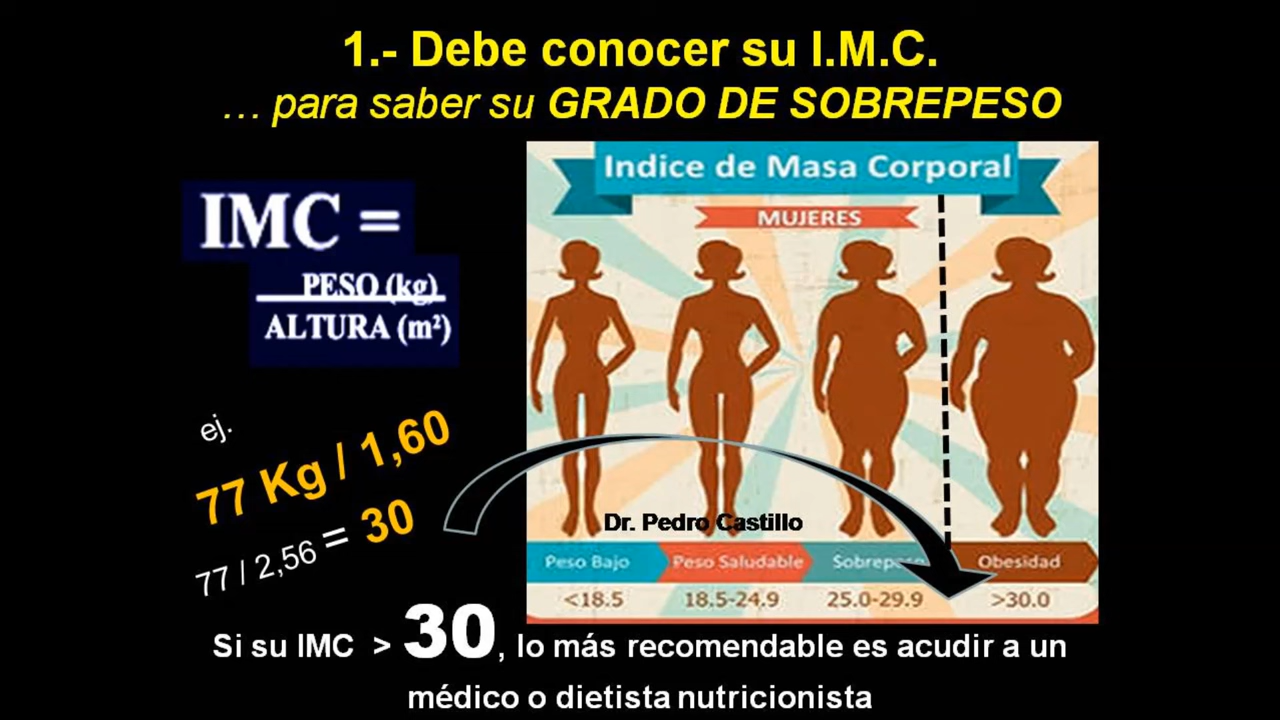 1.- Debe conocer su I.M.C.
… para saber su GRADO DE SOBREPESO
IMC =
PESO (kg)
ALTURA (m²)
ej.
77 Kg / 1,60
77 / 2,56 = 30
Indice de Masa Corporal
MUJERES
Dr. Pedro Castillo
Peso Bajo Peso Saludable Sobrepeso Obesidad
<18.5 18.5-24.9 25.0-29.9 >30.0
Si su IMC > 30, lo más recomendable es acudir a un
médico o dietista nutricionista